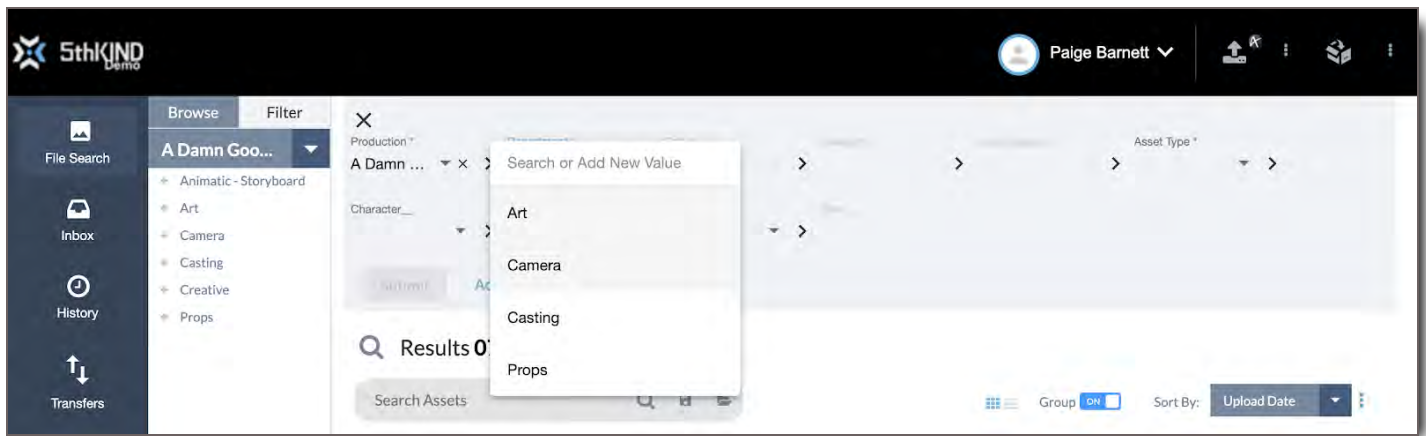 5thKIND
Demo
Paige Barnett
File Search
Inbox
History
Transfers
Browse Filter
A Damn Goo...
Animatic - Storyboard
Art
Camera
Casting
Creative
Props
Production * Asset Type *
A Damn ...
Character__
Search or Add New Value
Art
Camera
Casting
Props
Submit
Results
Search Assets
Group ON Sort By: Upload Date